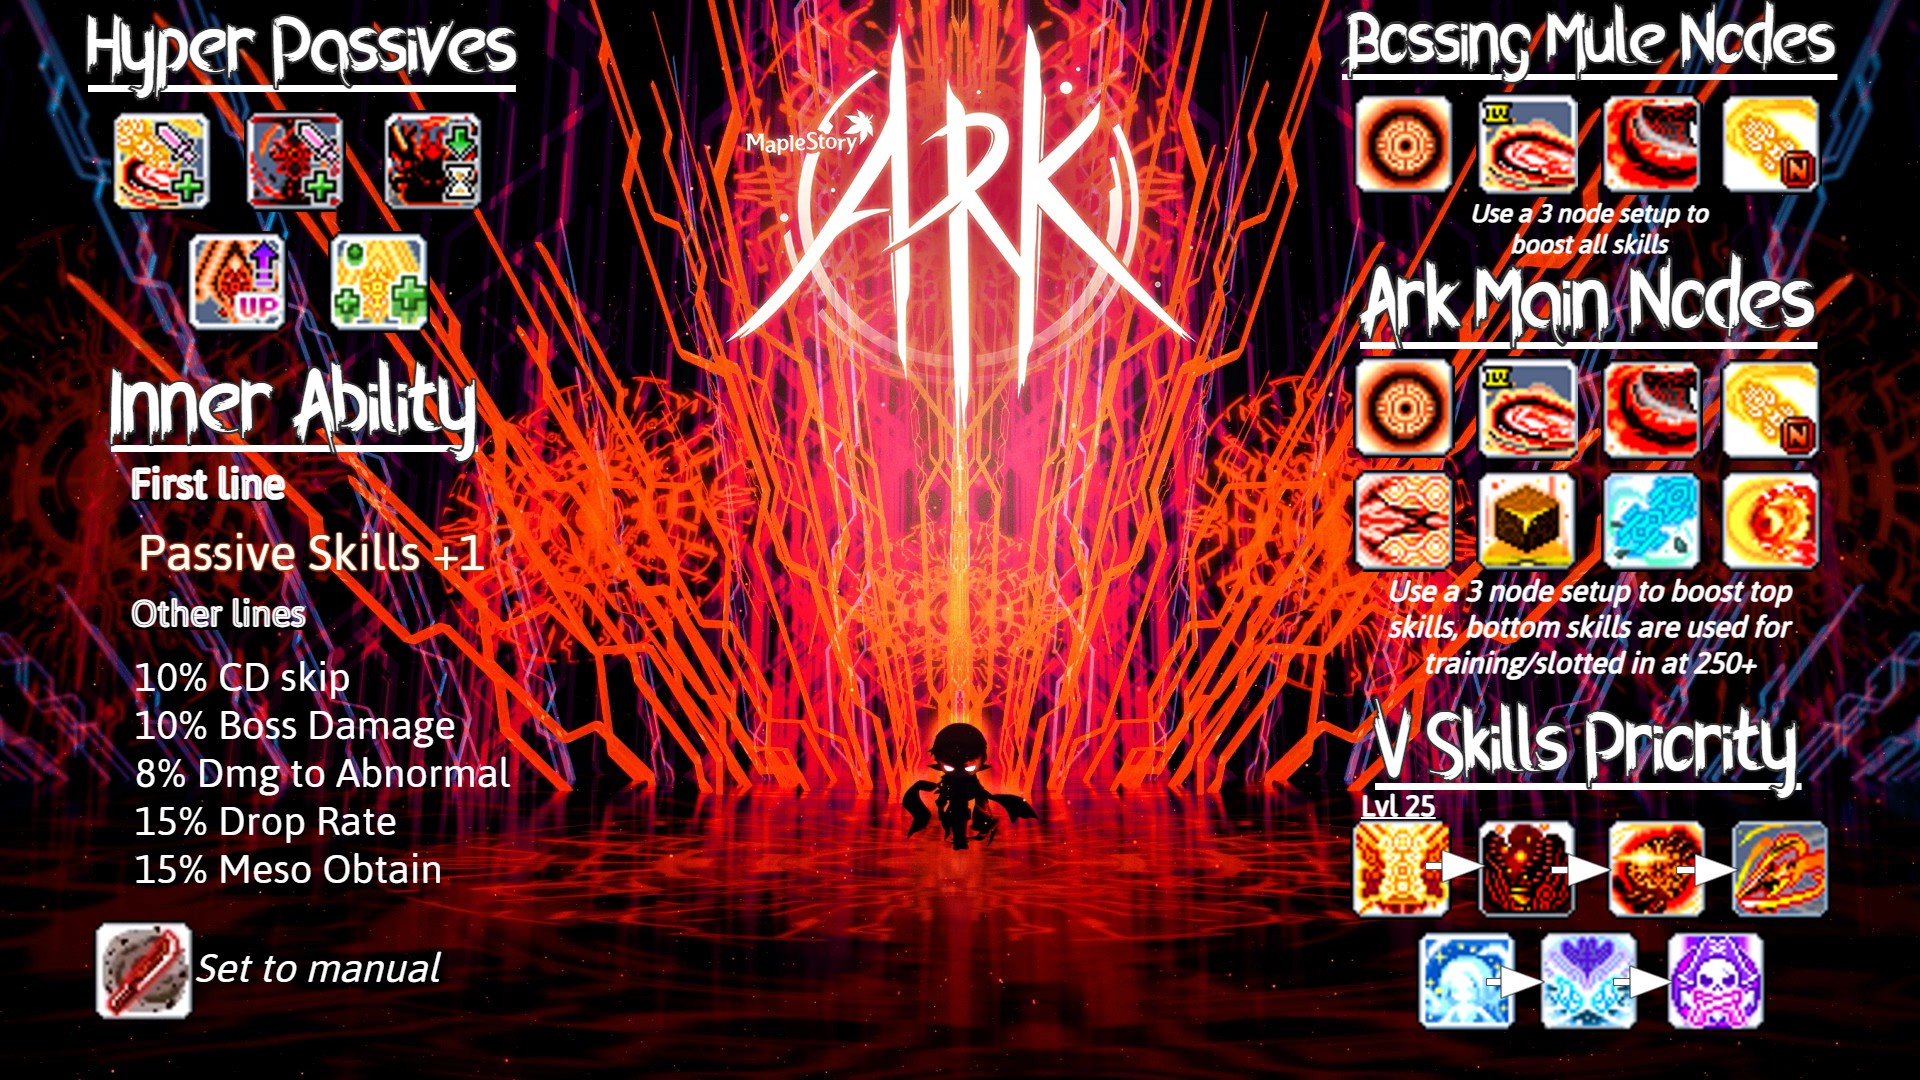 Hyper Passives
Inner Ability
First line
Passive Skills +1
Other lines
10% CD skip
10% Boss Damage
8% Dmg to Abnormal
15% Drop Rate
15% Meso Obtain
Set to manual
UP
MapleStory
ARK
Bossing Mule Nodes
IV
N
Use a 3 node setup to
boost all skills
Ark Main Nodes
IV
N
Use a 3 node setup to boost top
skills, bottom skills are used for
training/slotted in at 250+
V Skills Priority
Lvl 25